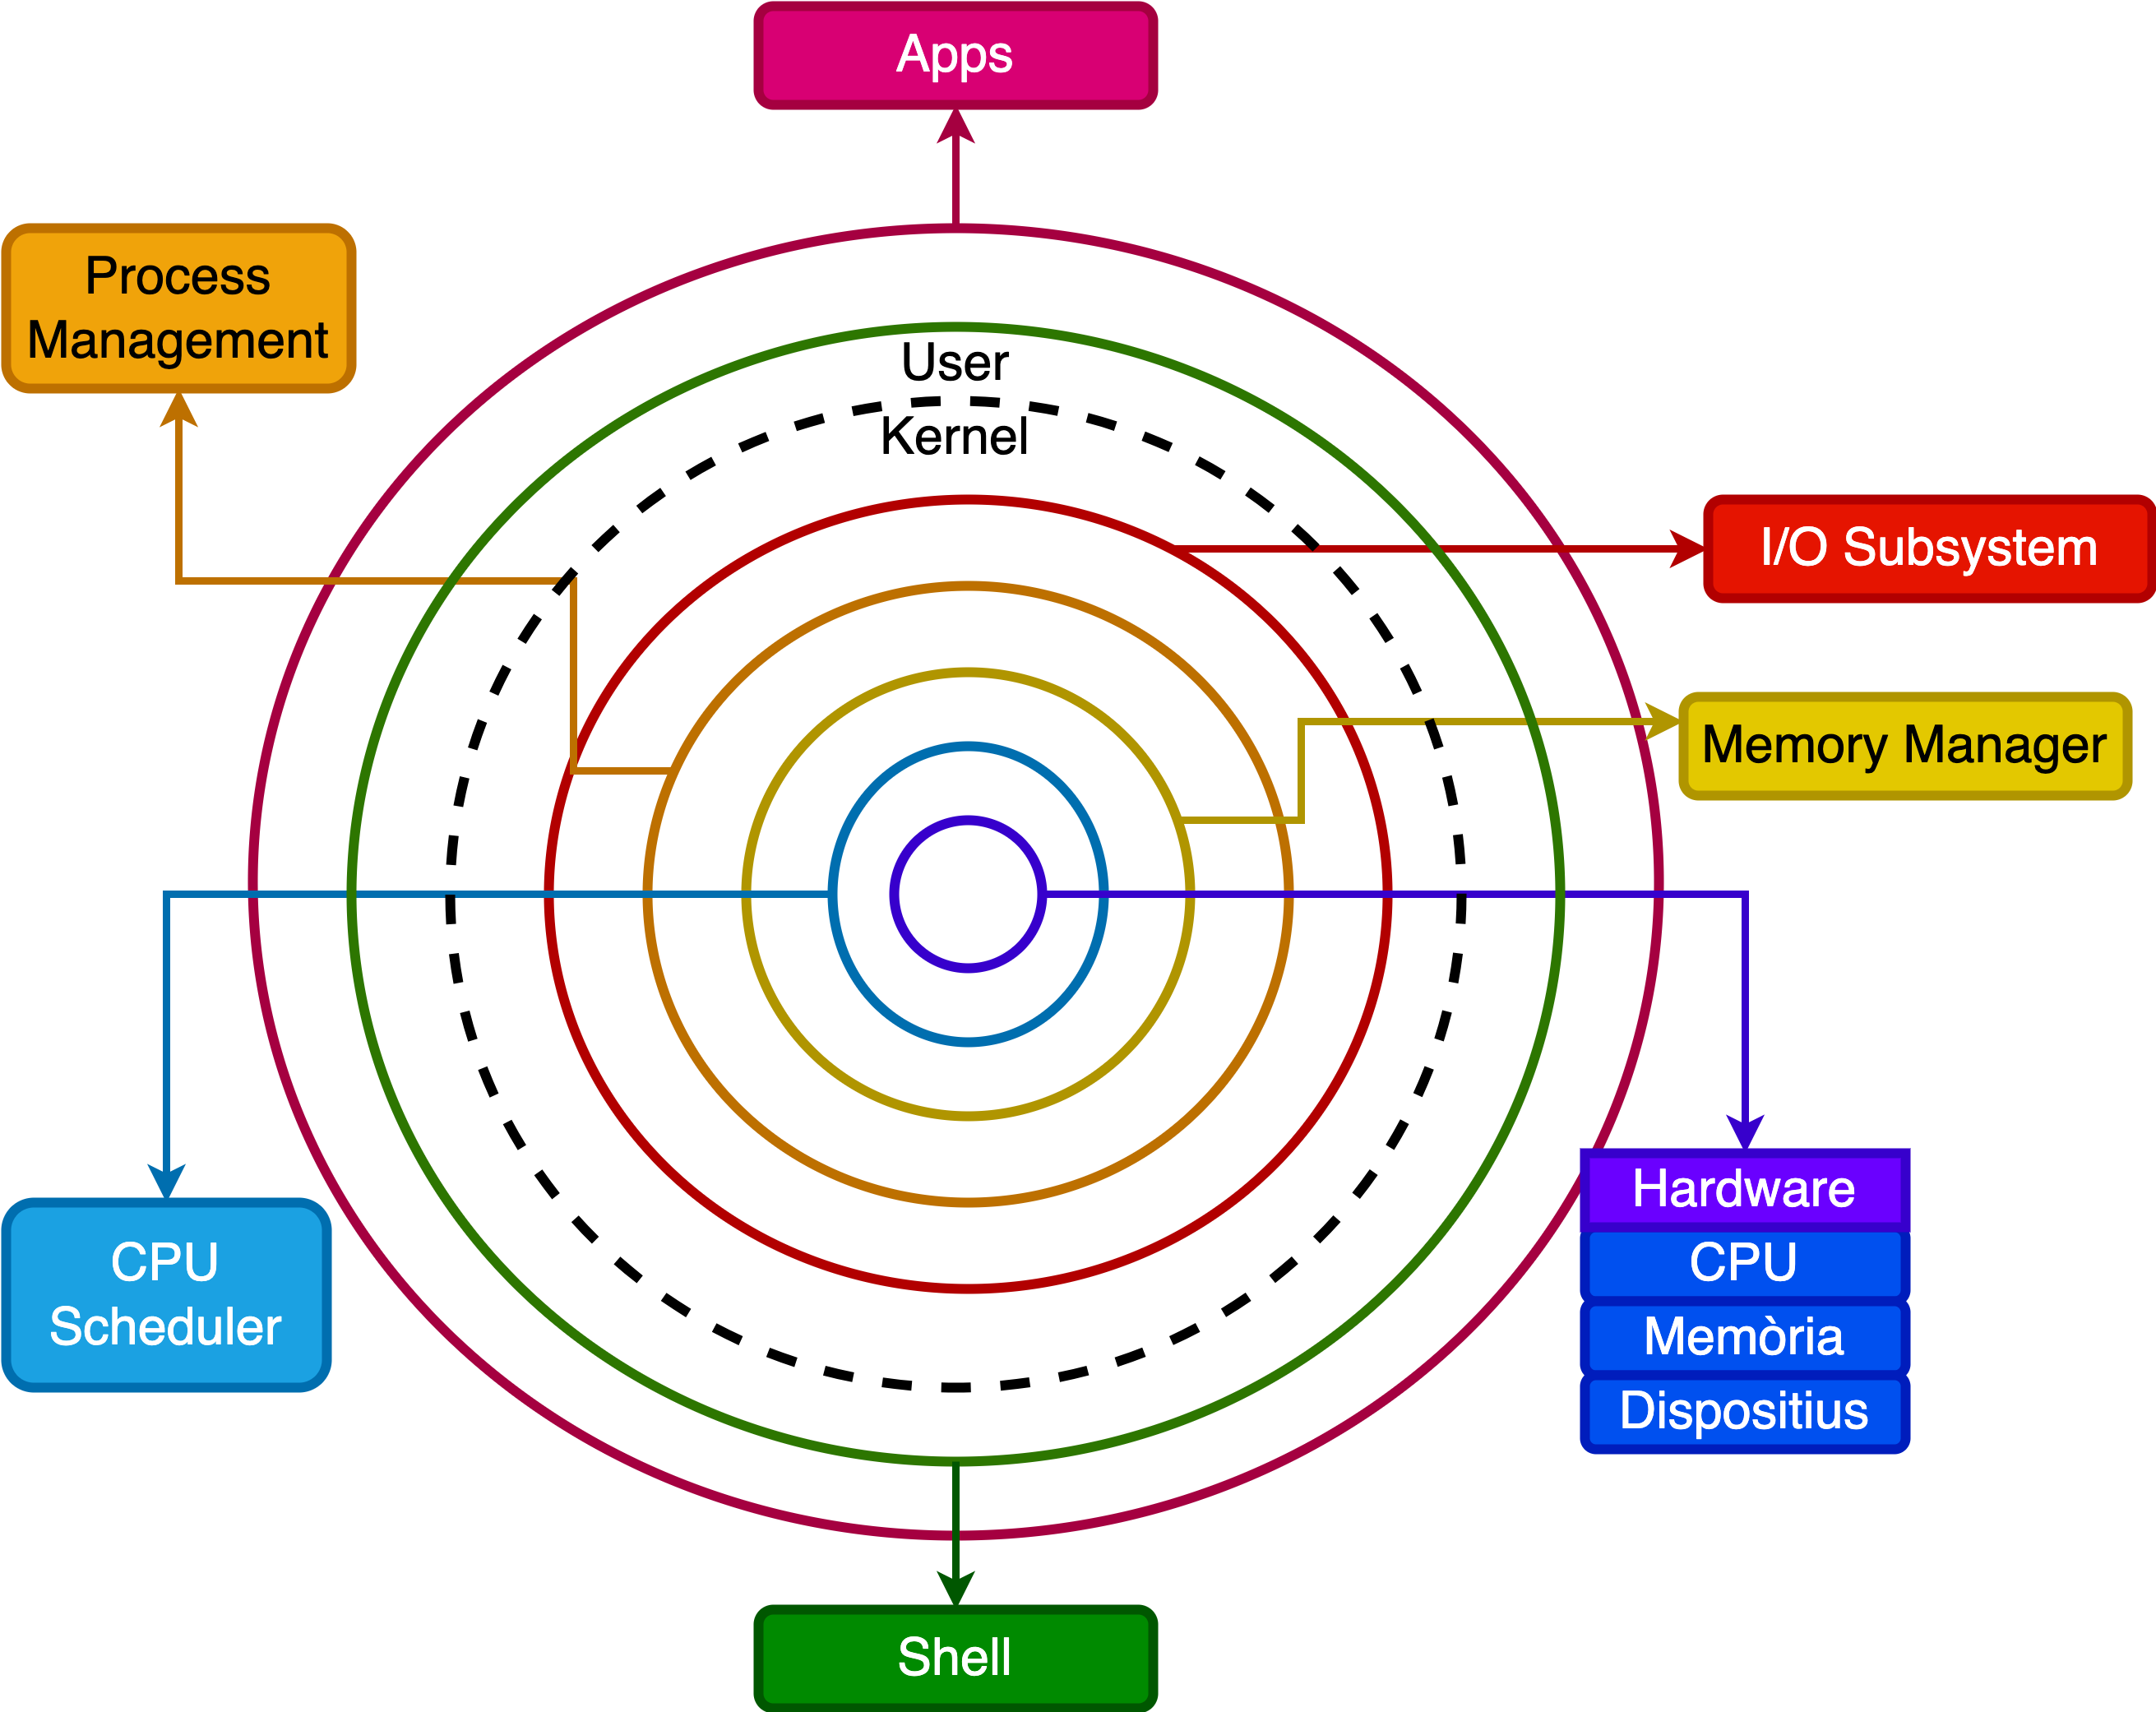 Apps
Process
Management
User
Kernel
I/O Subsystem
Memory Manager
Hardware
CPU
Memòria
Dispositius
CPU
Scheduler
Shell